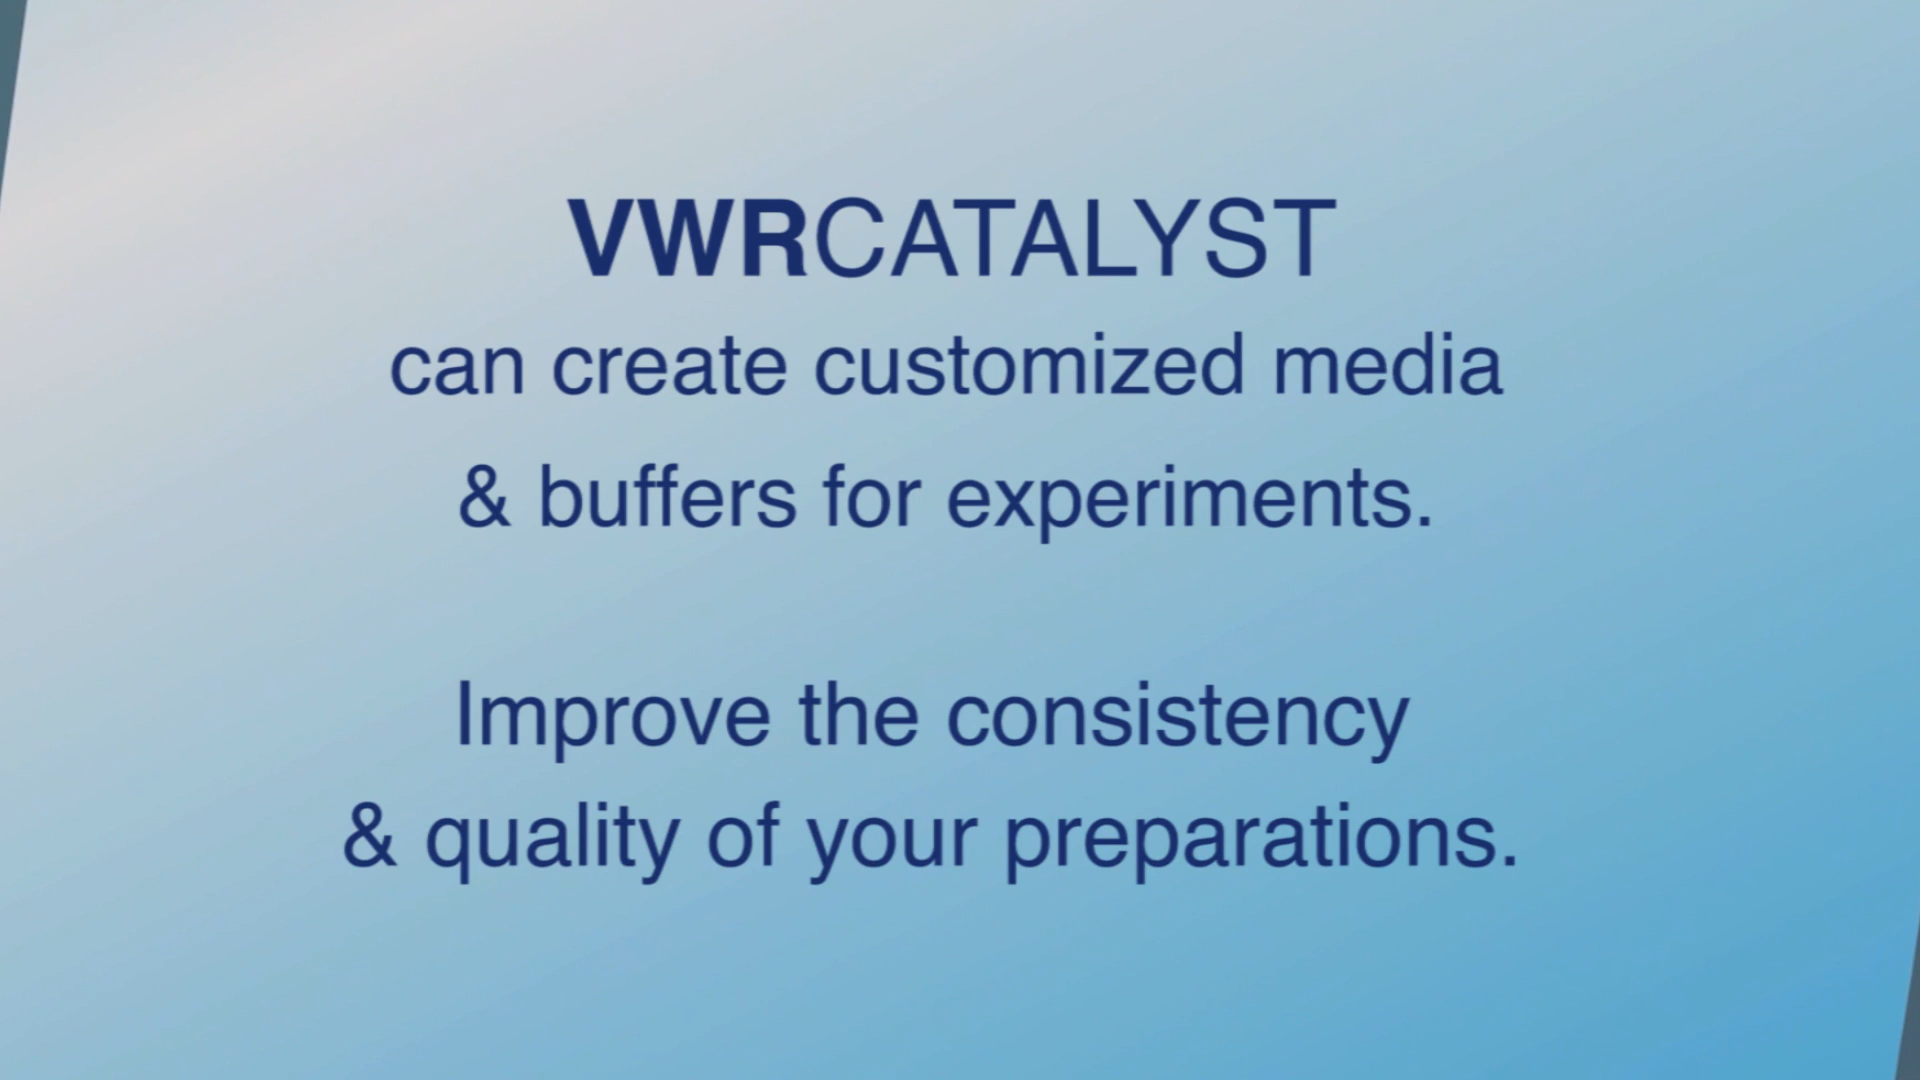 VWRCATALYST
can create customized media
& buffers for experiments.
Improve the consistency
& quality of your preparations.